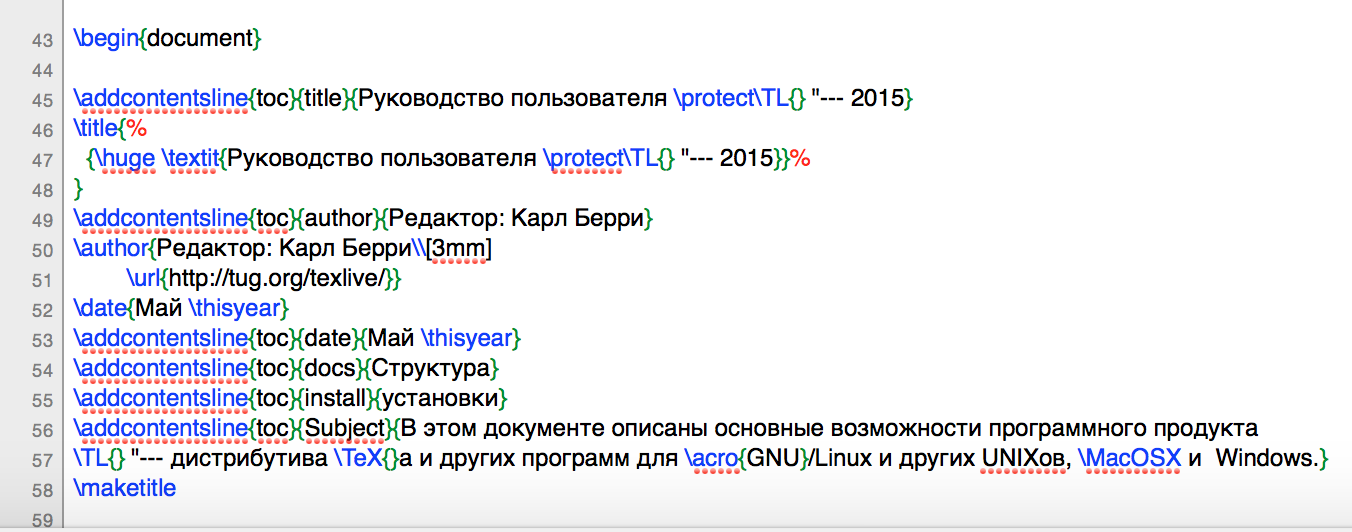 43 \begin{document}
44
45 \addcontentsline{toc}{title}{Руководство пользователя \protect\TL{} "--- 2015}
46 \title{%
47 {\huge \textit{Руководство пользователя \protect\TL{} "--- 2015}}%
48 }
49 \addcontentsline{toc}{author}{Редактор: Карл Берри}
50 \author{Редактор: Карл Берри\\[3mm]
51 \url{http://tug.org/texlive/}}
52 \date{Май \thisyear}
53 \addcontentsline{toc}{date}{Май \thisyear}
54 \addcontentsline{toc}{docs}{Структура}
55 \addcontentsline{toc}{install}{установки}
56 \addcontentsline{toc}{Subject}{В этом документе описаны основные возможности программного продукта
57 \TL{} "--- дистрибутива \TeX{}а и других программ для \acro{GNU}/Linux и других UNIXов, \MacOSX и  Windows.}
58 \maketitle
59